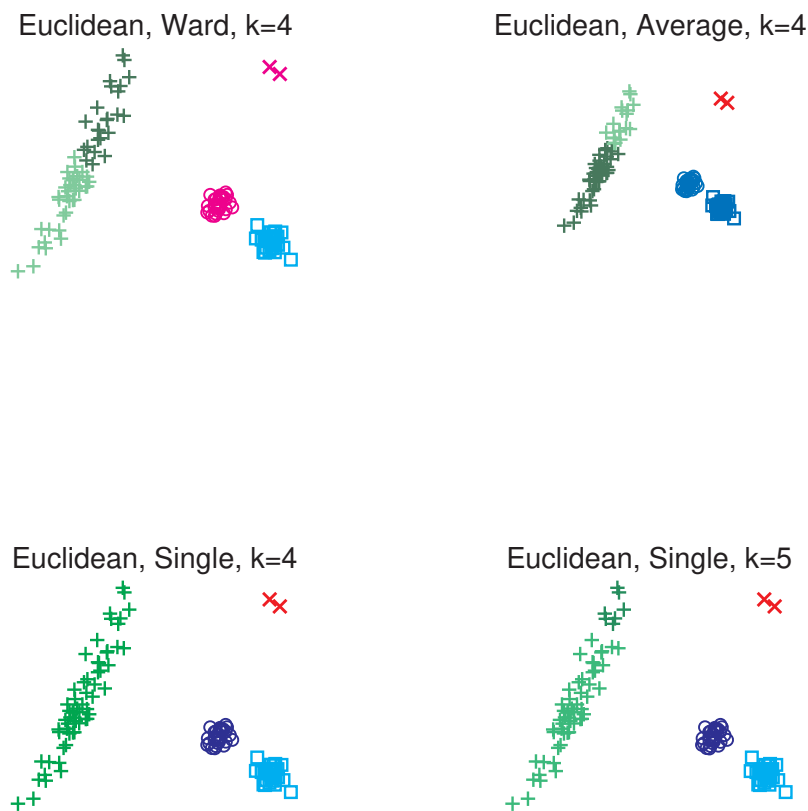 Euclidean, Ward, k=4
Euclidean, Average, k=4
Euclidean, Single, k=4
Euclidean, Single, k=5